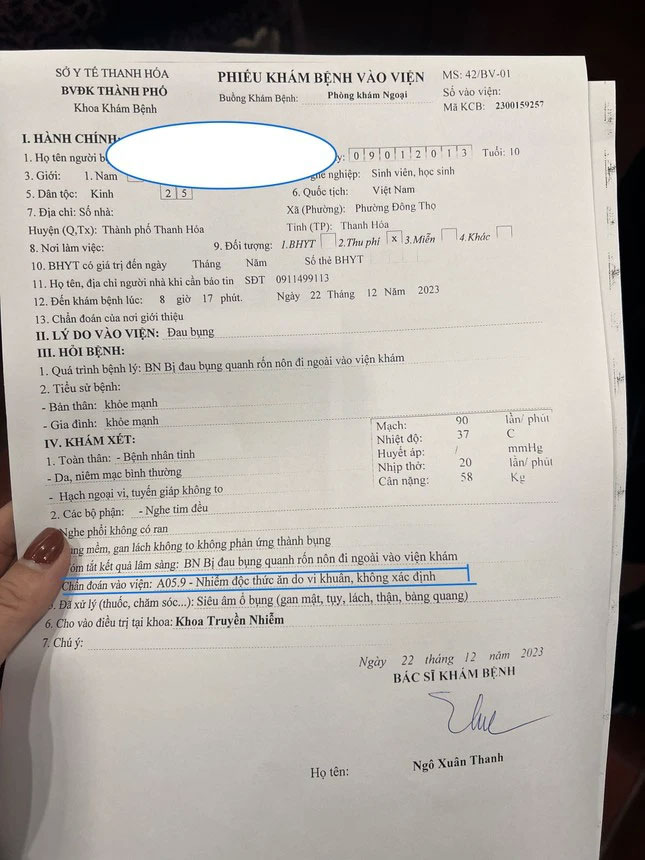 SỞ Y TẾ THANH HÓA
BVĐK THÀNH PHỐ
Khoa Khám Bệnh
PHIẾU KHÁM BỆNH VÀO VIỆN
Buồng Khám Bệnh: Phòng khám Ngoại
MS: 42/BV-01
Số vào viện:
Mã KCB: 2300159257
I. HÀNH CHÍNH:
1. Họ tên người b
y: 0 9 0 1 2 0 1 3 Tuổi: 10
3. Giới: 1. Nam
nghiệp: Sinh viên, học sinh
5. Dân tộc: Kinh 2 5 6. Quốc tịch: Việt Nam
7. Địa chỉ: Số nhà: Xã (Phường): Phường Đông Thọ
Huyện (Q,Tx): Thành phố Thanh Hóa Tỉnh (TP): Thanh Hóa
8. Nơi làm việc: 9. Đối tượng: 1.BHYT 2.Thu phí x 3.Miễn 4.Khác
10. BHYT có giá trị đến ngày Tháng Năm Số thẻ BHYT
11. Họ tên, địa chỉ người nhà khi cần báo tin SĐT 0911499113
12. Đến khám bệnh lúc: 8 giờ 17 phút. Ngày 22 Tháng 12 Năm 2023
13. Chẩn đoán của nơi giới thiệu
II. LÝ DO VÀO VIỆN: Đau bụng
III. HỎI BỆNH:
1. Quá trình bệnh lý: BN Bị đau bụng quanh rốn nôn đi ngoài vào viện khám
2. Tiểu sử bệnh:
- Bản thân: khỏe mạnh
- Gia đình: khỏe mạnh
IV. KHÁM XÉT:
1. Toàn thân: - Bệnh nhân tỉnh
- Da, niêm mạc bình thường
- Hạch ngoại vi, tuyến giáp không to
Mạch: 90 lần/ phút
Nhiệt độ: 37 C
Huyết áp: / mmHg
Nhịp thở: 20 lần/ phút
Cân nặng: 58 Kg
2. Các bộ phận: - Nghe tim đều
Nghe phổi không có ran
ng mềm, gan lách không to không phản ứng thành bụng
óm tắt kết quả lâm sàng: BN Bị đau bụng quanh rốn nôn đi ngoài vào viện khám
Chẩn đoán vào viện: A05.9 - Nhiễm độc thức ăn do vi khuẩn, không xác định
5. Đã xử lý (thuốc, chăm sóc...): Siêu âm ổ bụng (gan mật, tụy, lách, thận, bàng quang)
6. Cho vào điều trị tại khoa: Khoa Truyền Nhiễm
7. Chú ý:
Ngày 22 tháng 12 năm 2023
BÁC SĨ KHÁM BỆNH
Họ tên: Ngô Xuân Thanh